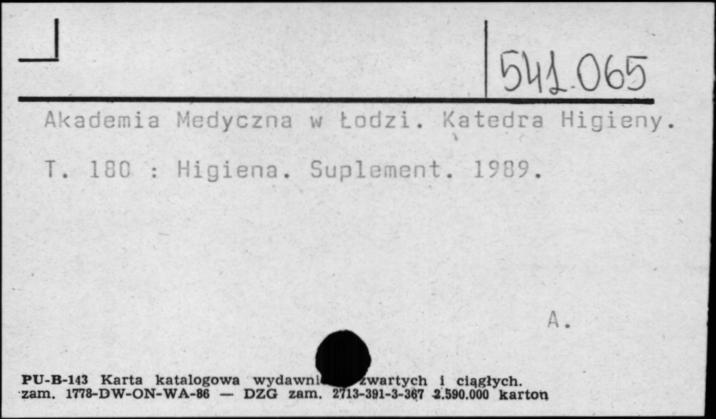 541.065
Akademia Medyczna w Łodzi. Katedra Higieny.
T. 180 : Higiena. Suplement. 1989.
A.
PU-B-143 Karta katalogowa wydawni zwartych i ciągłych.
zam. 1778-DW-ON-WA-86 — DZG zam. 2713-391-3-367 2.590.000 karton